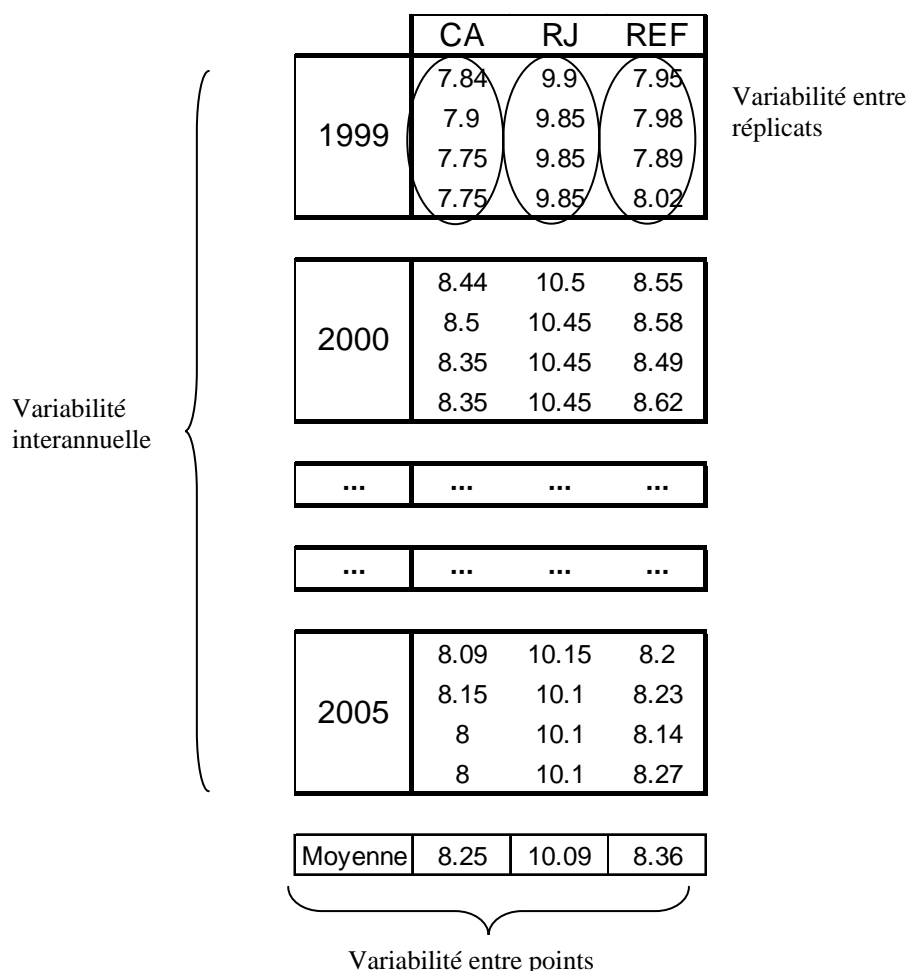 CA RJ REF
7.84 9.9 7.95
7.9 9.85 7.98
1999
7.75 9.85 7.89
7.75 9.85 8.02
Variabilité entre
réplicats
8.44 10.5 8.55
8.5 10.45 8.58
2000
8.35 10.45 8.49
8.35 10.45 8.62
Variabilité
interannuelle
... ... ... ...
... ... ... ...
8.09 10.15 8.2
8.15 10.1 8.23
2005
8 10.1 8.14
8 10.1 8.27
Moyenne 8.25 10.09 8.36
Variabilité entre points